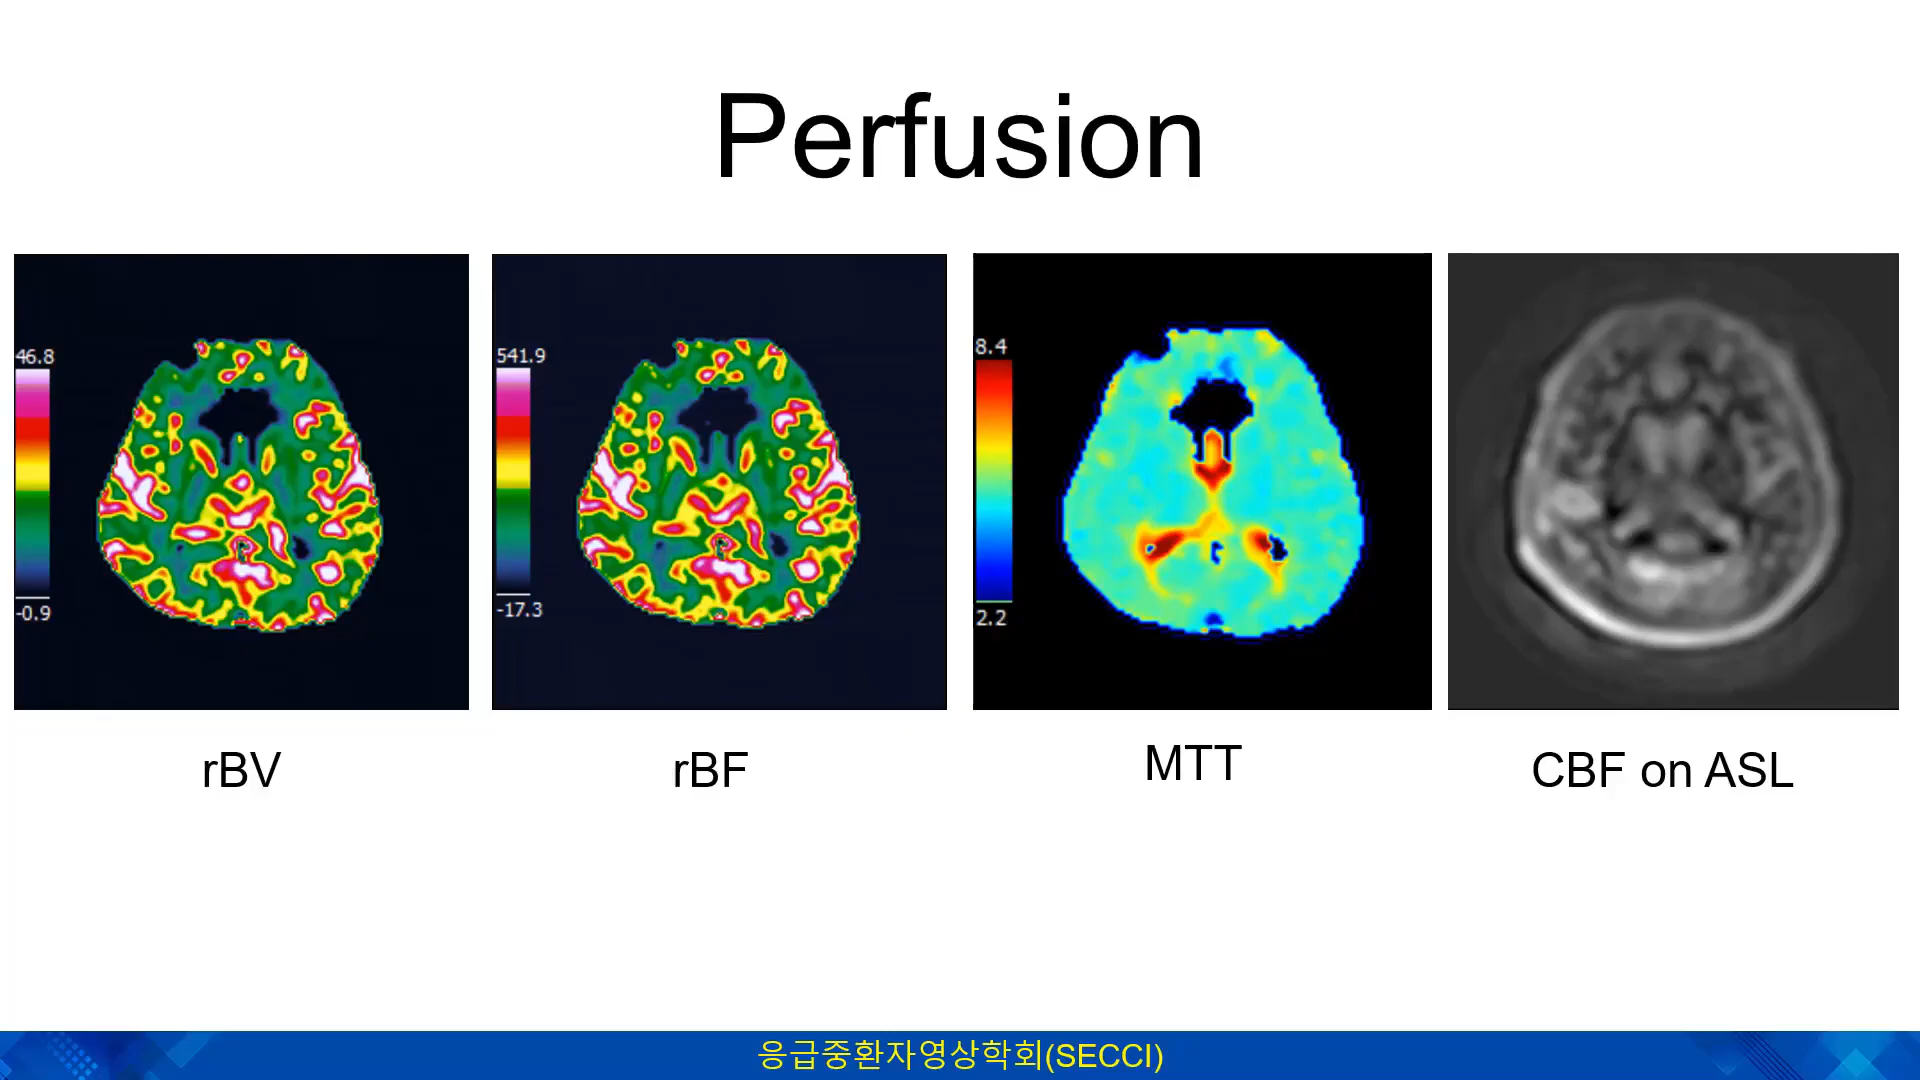 Perfusion
46.8
-0.9
541.9
-17.3
8.4
2.2
rBV
rBF
MTT
CBF on ASL
응급중환자영상학회(SECCI)